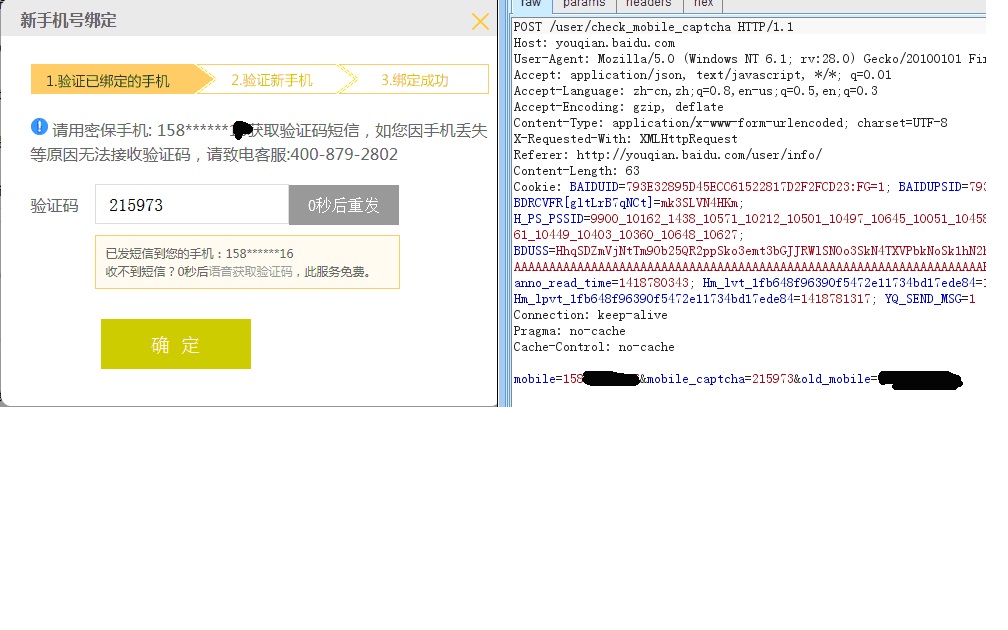 新手机号绑定
1.验证已绑定的手机
2.验证新手机
3.绑定成功
请用密保手机: 158******1 获取验证码短信，如您因手机丢失
等原因无法接收验证码，请致电客服:400-879-2802
验证码
215973
0秒后重发
已发短信到您的手机：158******16
收不到短信？0秒后语音获取验证码，此服务免费。
确 定
raw
params
headers
hex
POST /user/check_mobile_captcha HTTP/1.1
Host: youqian.baidu.com
User-Agent: Mozilla/5.0 (Windows NT 6.1; rv:28.0) Gecko/20100101 Fir
Accept: application/json, text/javascript, */*; q=0.01
Accept-Language: zh-cn,zh;q=0.8,en-us;q=0.5,en;q=0.3
Accept-Encoding: gzip, deflate
Content-Type: application/x-www-form-urlencoded; charset=UTF-8
X-Requested-With: XMLHttpRequest
Referer: http://youqian.baidu.com/user/info/
Content-Length: 63
Cookie: BAIDUID=793E32895D45ECC61522817D2F2FCD23:FG=1; BAIDUPSID=793
BDRCVFR[gltLrB7qNCt]=mk3SLVN4HKm;
H_PS_PSSID=9900_10162_1438_10571_10212_10501_10497_10645_10051_10458
61_10449_10403_10360_10648_10627;
BDUSS=HhqSDZmVjNtTm90b25QR2ppSko3emt3bGJJRWlSNOo3SkN4TXVPbkNoSk1hN2h
anno_read_time=1418780343; Hm_lvt_1fb648f96390f5472e11734bd17ede84=1
Hm_lpvt_1fb648f96390f5472e11734bd17ede84=1418781317; YQ_SEND_MSG=1
Connection: keep-alive
Pragma: no-cache
Cache-Control: no-cache
mobile=158 &mobile_captcha=215973&old_mobile=